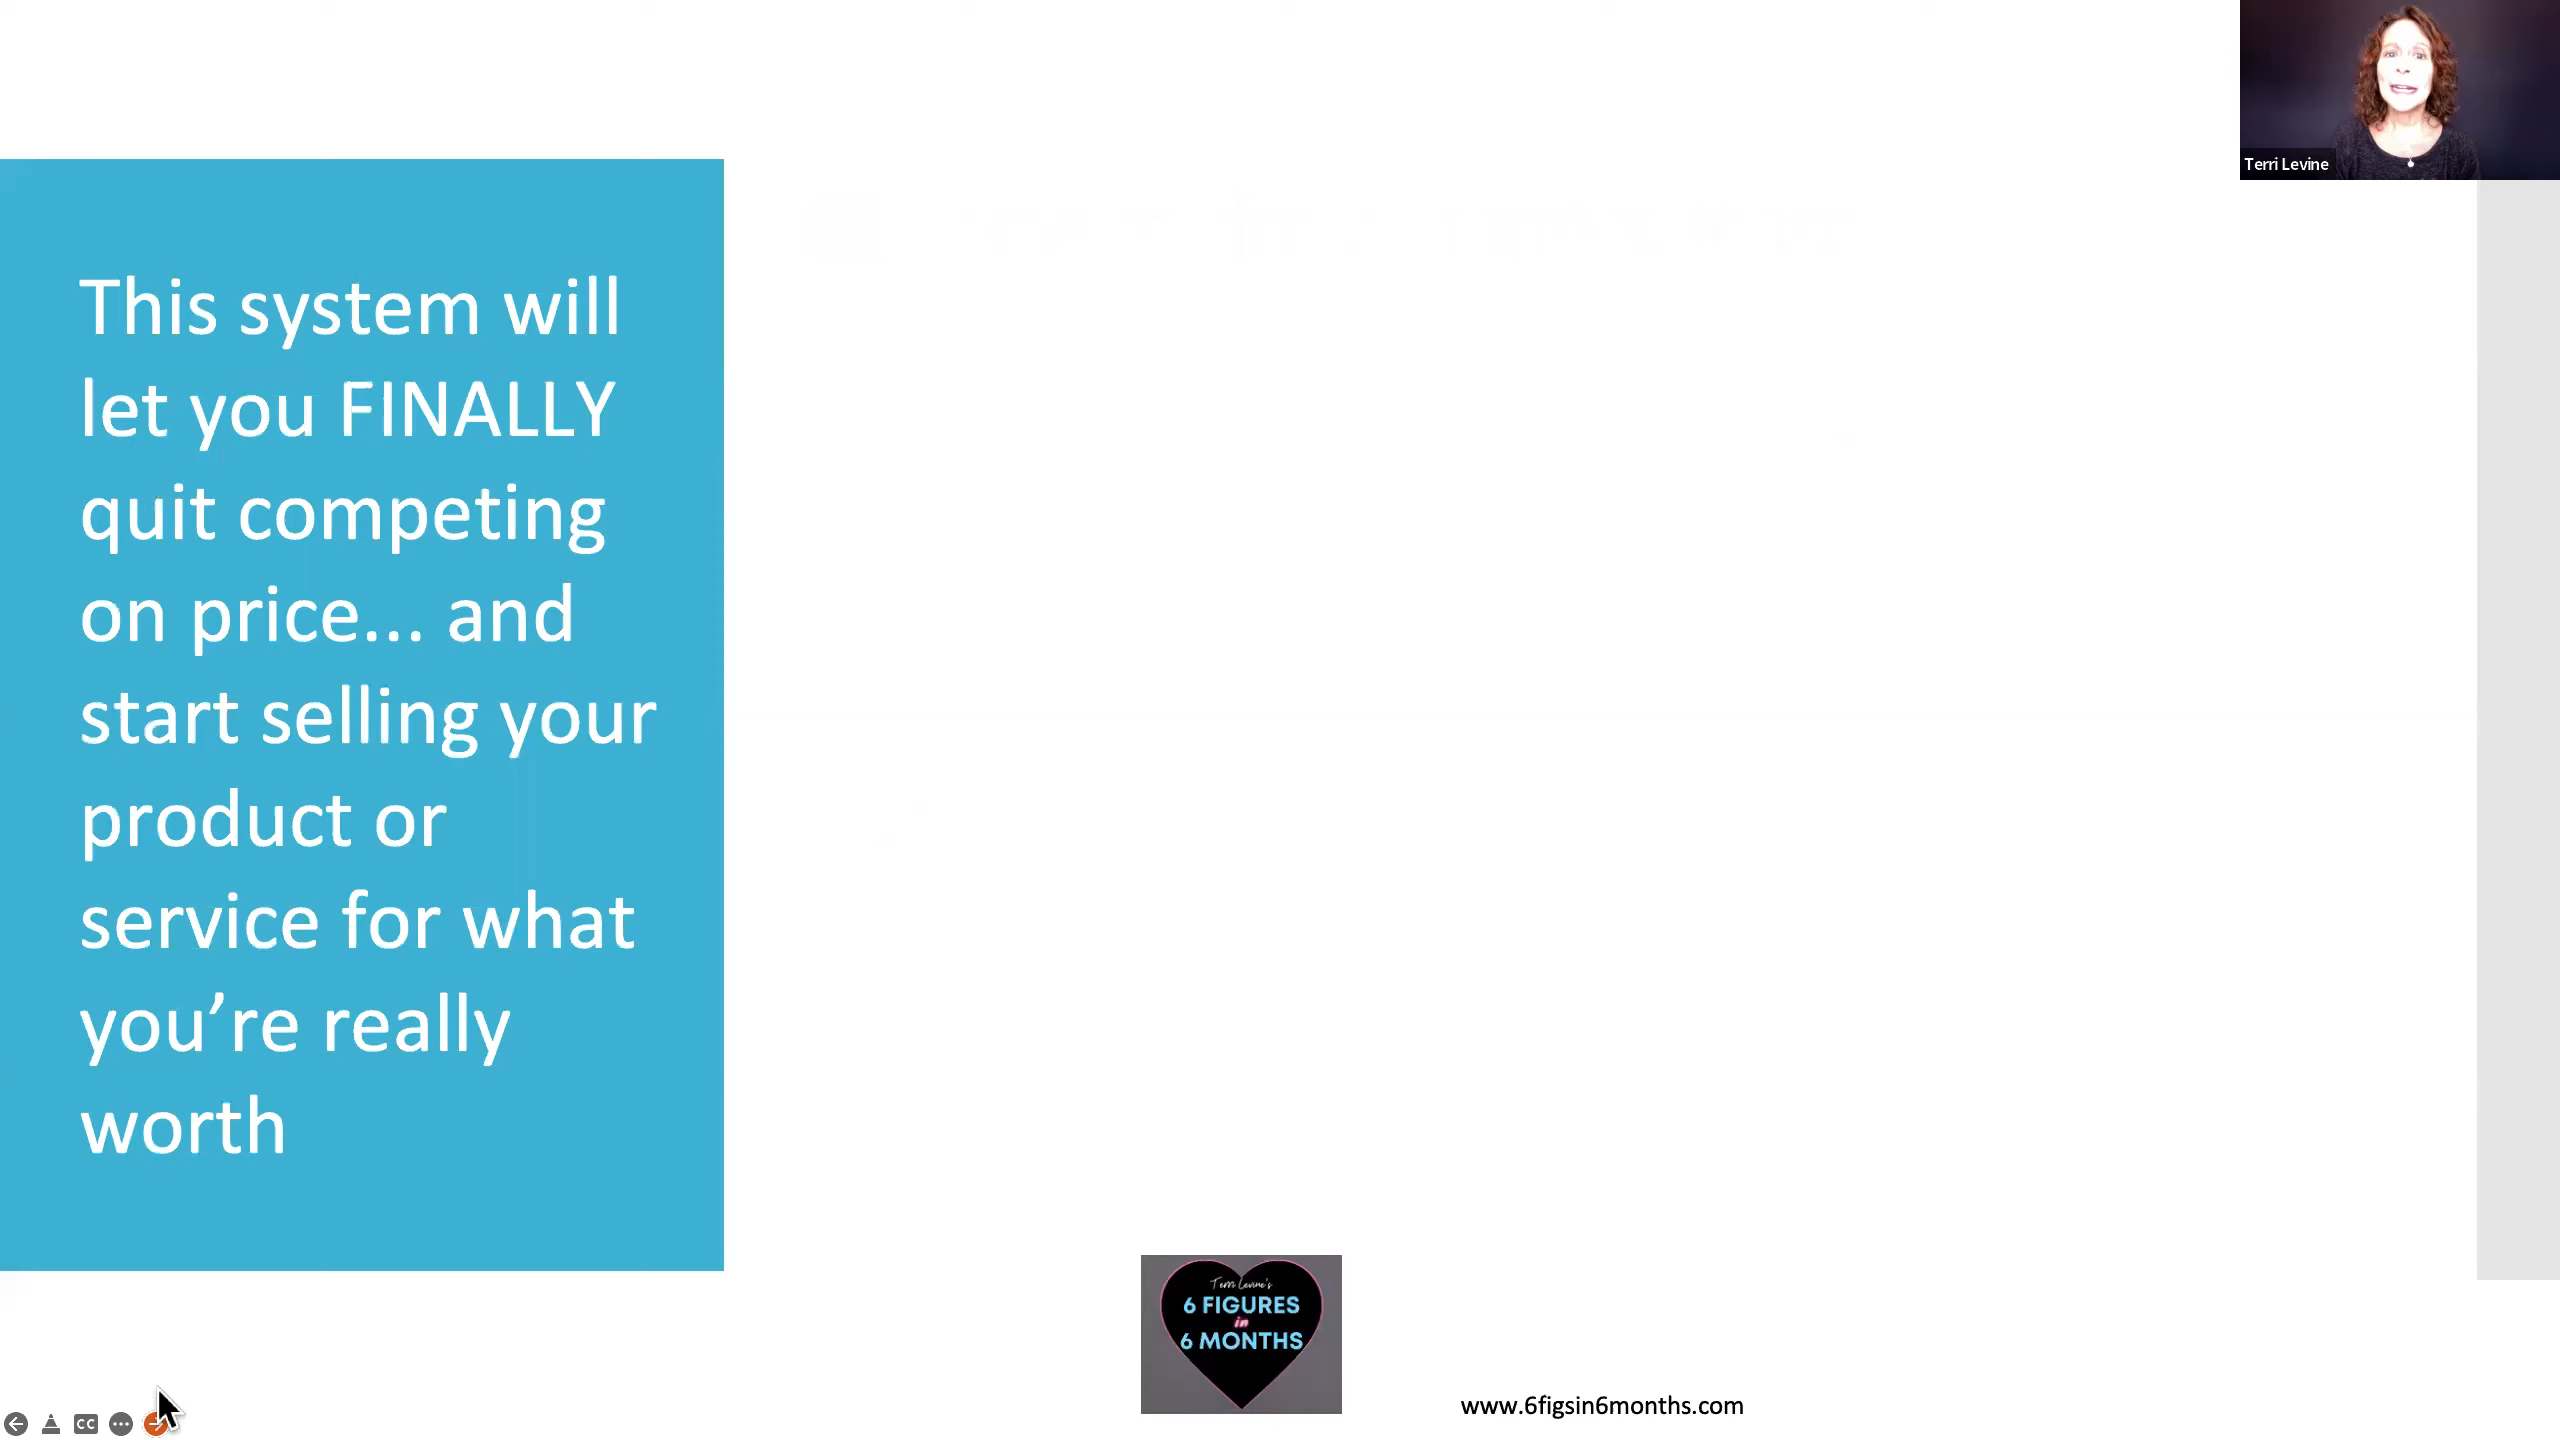 Terri Levine
This system will
let you FINALLY
quit competing
on price... and
start selling your
product or
service for what
you’re really
worth
Terri Levine's
6 FIGURES
in
6 MONTHS
www.6figsin6months.com
CC